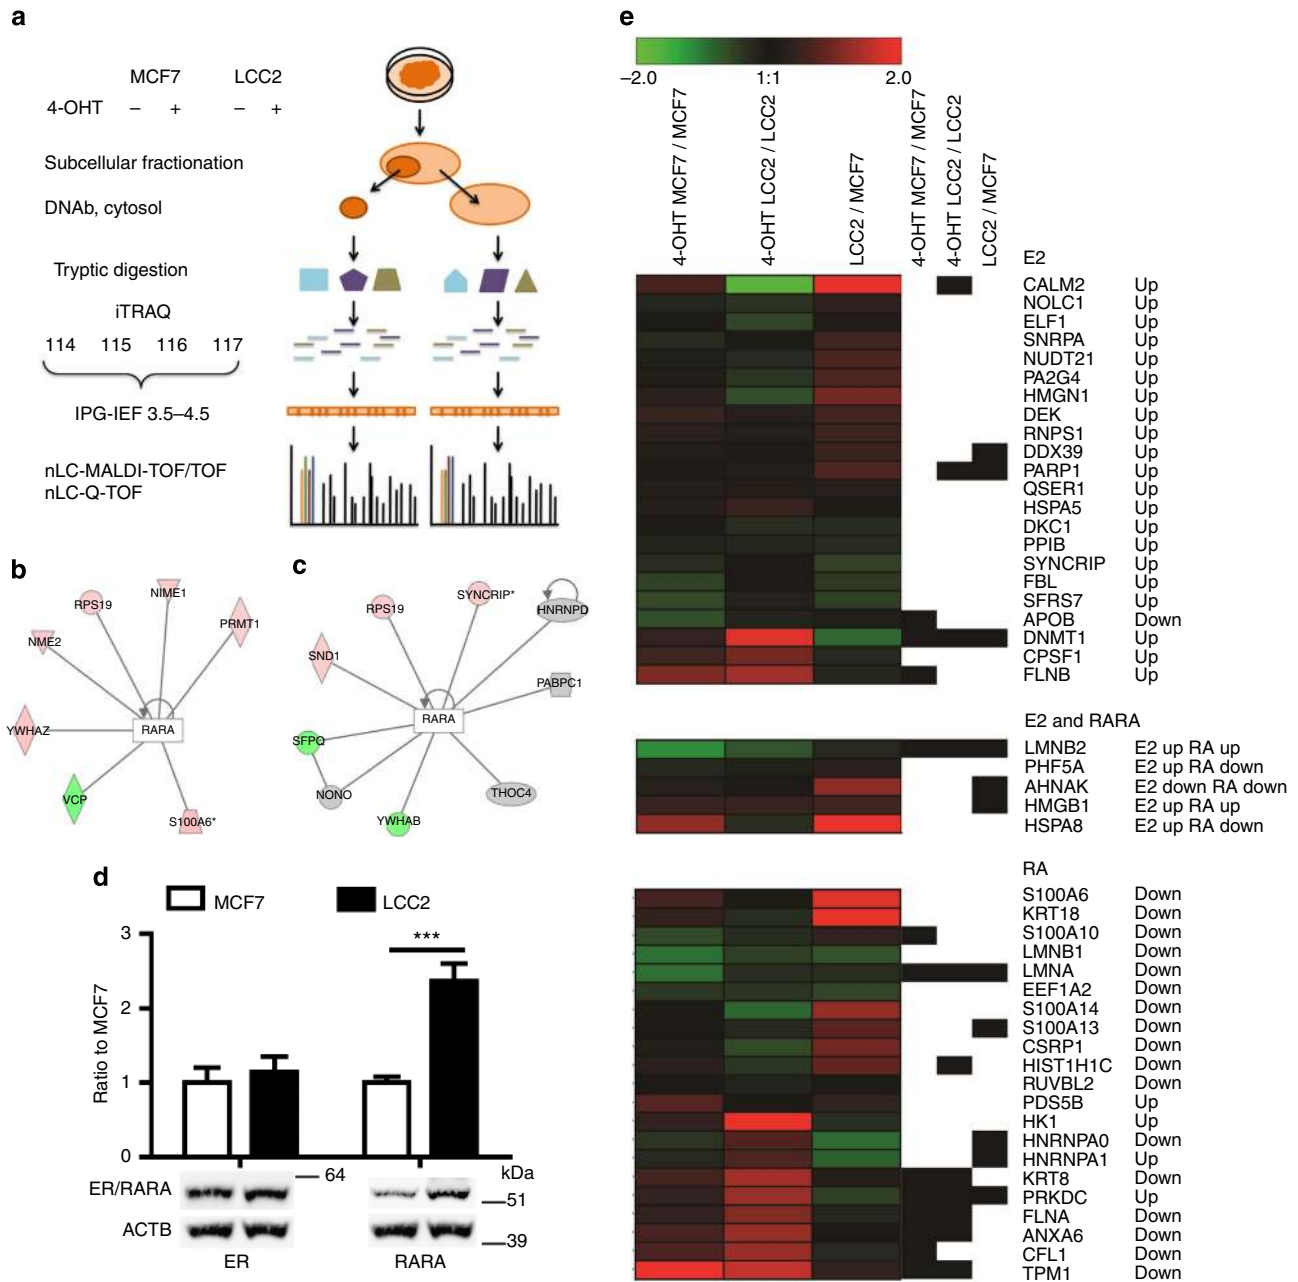 a
MCF7 LCC2
4-OHT – + – +
Subcellular fractionation
DNAb, cytosol
Tryptic digestion
iTRAQ
114 115 116 117
IPG-IEF 3.5–4.5
nLC-MALDI-TOF/TOF
nLC-Q-TOF
b
RPS19
NIME1
PRMT1
NME2
YWHAZ
RARA
VCP
S100A6*
c
RPS19
SYNCRIP*
HNRNPD
SND1
PABPC1
RARA
SFPQ
NONO
THOC4
YWHAB
d
MCF7 LCC2
***
Ratio to MCF7
3
2
1
0
64
kDa
ER/RARA
51
ACTB
39
ER RARA
e
–2.0 1:1 2.0
4-OHT MCF7 / MCF7
4-OHT LCC2 / LCC2
LCC2 / MCF7
4-OHT MCF7 / MCF7
4-OHT LCC2 / LCC2
LCC2 / MCF7
E2
CALM2 Up
NOLC1 Up
ELF1 Up
SNRPA Up
NUDT21 Up
PA2G4 Up
HMGN1 Up
DEK Up
RNPS1 Up
DDX39 Up
PARP1 Up
QSER1 Up
HSPA5 Up
DKC1 Up
PPIB Up
SYNCRIP Up
FBL Up
SFRS7 Up
APOB Down
DNMT1 Up
CPSF1 Up
FLNB Up
E2 and RARA
LMNB2 E2 up RA up
PHF5A E2 up RA down
AHNAK E2 down RA down
HMGB1 E2 up RA up
HSPA8 E2 up RA down
RA
S100A6 Down
KRT18 Down
S100A10 Down
LMNB1 Down
LMNA Down
EEF1A2 Down
S100A14 Down
S100A13 Down
CSRP1 Down
HIST1H1C Down
RUVBL2 Down
PDS5B Up
HK1 Up
HNRNPA0 Down
HNRNPA1 Up
KRT8 Down
PRKDC Up
FLNA Down
ANXA6 Down
CFL1 Down
TPM1 Down